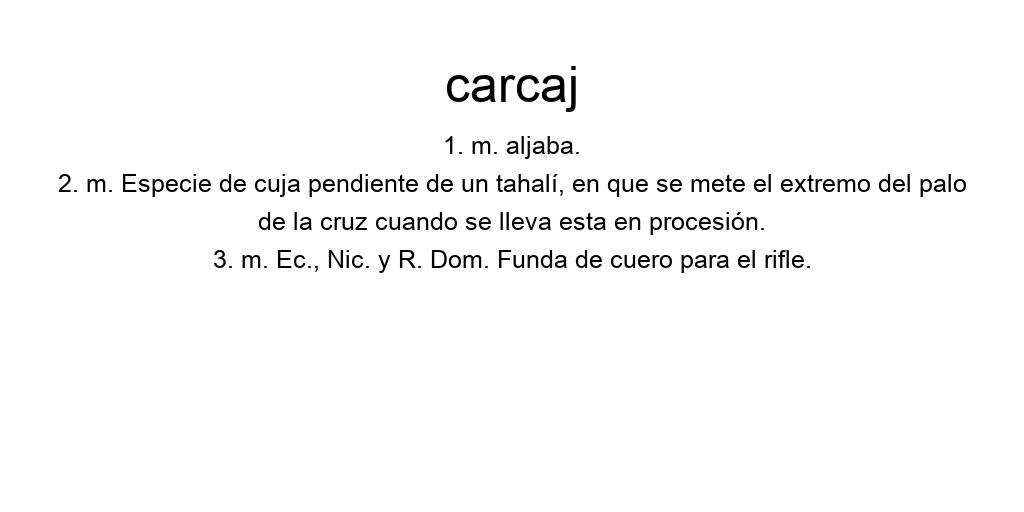 carcaj
1. m. aljaba.
2. m. Especie de cuja pendiente de un tahalí, en que se mete el extremo del palo
de la cruz cuando se lleva esta en procesión.
3. m. Ec., Nic. y R. Dom. Funda de cuero para el rifle.